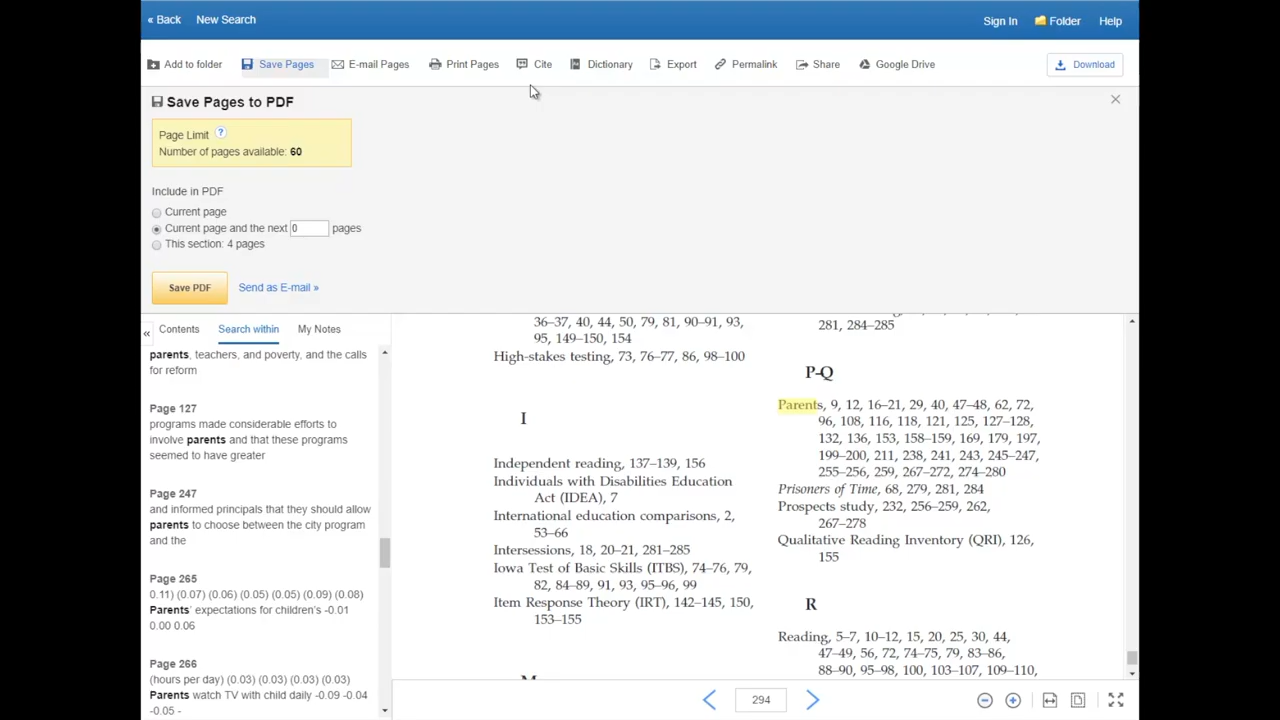 « Back New Search Sign In Folder Help
Add to folder Save Pages E-mail Pages Print Pages Cite Dictionary Export Permalink Share Google Drive Download
Save Pages to PDF
Page Limit ?
Number of pages available: 60
Include in PDF
Current page
Current page and the next 0 pages
This section: 4 pages
Save PDF Send as E-mail »
« Contents Search within My Notes
parents, teachers, and poverty, and the calls
for reform
Page 127
programs made considerable efforts to
involve parents and that these programs
seemed to have greater
Page 247
and informed principals that they should allow
parents to choose between the city program
and the
Page 265
0.11) (0.07) (0.06) (0.05) (0.05) (0.09) (0.08)
Parents' expectations for children's -0.01
0.00 0.06
Page 266
(hours per day) (0.03) (0.03) (0.03) (0.03)
Parents watch TV with child daily -0.09 -0.04
-0.05 -
36–37, 40, 44, 50, 79, 81, 90–91, 93,
95, 149–150, 154
High-stakes testing, 73, 76–77, 86, 98–100
I
Independent reading, 137–139, 156
Individuals with Disabilities Education
Act (IDEA), 7
International education comparisons, 2,
53–66
Intersessions, 18, 20–21, 281–285
Iowa Test of Basic Skills (ITBS), 74–76, 79,
82, 84–89, 91, 93, 95–96, 99
Item Response Theory (IRT), 142–145, 150,
153–155
M
281, 284–285
P-Q
Parents, 9, 12, 16–21, 29, 40, 47–48, 62, 72,
96, 108, 116, 118, 121, 125, 127–128,
132, 136, 153, 158–159, 169, 179, 197,
199–200, 211, 238, 241, 243, 245–247,
255–256, 259, 267–272, 274–280
Prisoners of Time, 68, 279, 281, 284
Prospects study, 232, 256–259, 262,
267–278
Qualitative Reading Inventory (QRI), 126,
155
R
Reading, 5–7, 10–12, 15, 20, 25, 30, 44,
47–49, 56, 72, 74–75, 79, 83–86,
88–90, 95–98, 100, 103–107, 109–110,
294